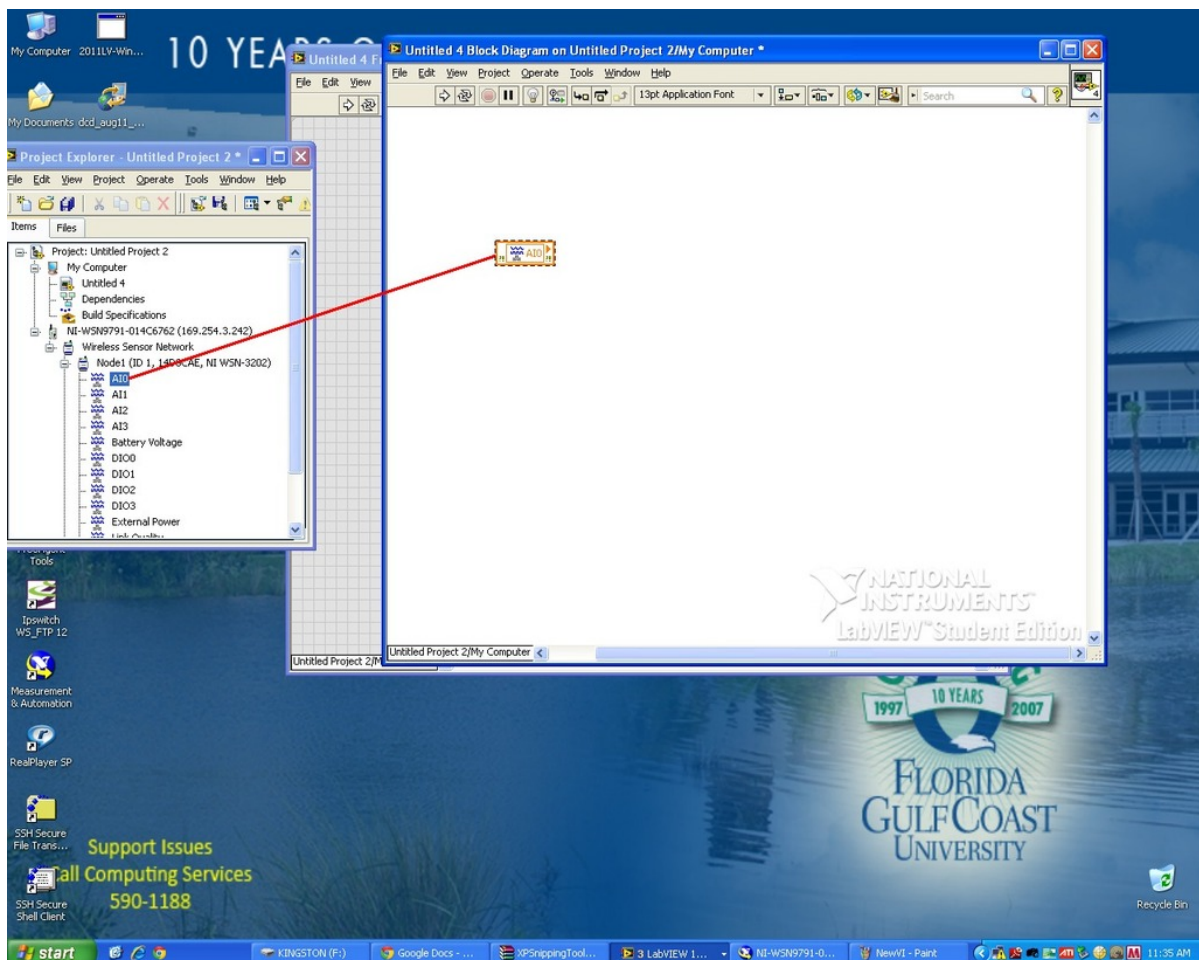 My Computer
2011LV-Win...
10 YEA
My Documents
dcd_aug11_...
Untitled 4 F
File Edit View
Untitled 4 Block Diagram on Untitled Project 2/My Computer *
File Edit View Project Operate Tools Window Help
13pt Application Font
Search
4
AI0
NATIONAL
INSTRUMENTS
LabVIEW™ Student Edition
Untitled Project 2/My Computer
Untitled Project 2/M
Project Explorer - Untitled Project 2 *
File Edit View Project Operate Tools Window Help
Items Files
Project: Untitled Project 2
My Computer
Untitled 4
Dependencies
Build Specifications
NI-WSN9791-014C6762 (169.254.3.242)
Wireless Sensor Network
Node1 (ID 1, 14D3CAE, NI WSN-3202)
AI0
AI1
AI2
AI3
Battery Voltage
DIO0
DIO1
DIO2
DIO3
External Power
Link Quality
Tools
Ipswitch
WS_FTP 12
Measurement
& Automation
RealPlayer SP
SSH Secure
File Trans...
SSH Secure
Shell Client
Support Issues
Call Computing Services
590-1188
1997 10 YEARS 2007
FLORIDA
GULF COAST
UNIVERSITY
Recycle Bin
start
KINGSTON (F:)
Google Docs - ...
XPSnippingTool...
3 LabVIEW 1...
NI-WSN9791-0...
NewVI - Paint
11:35 AM